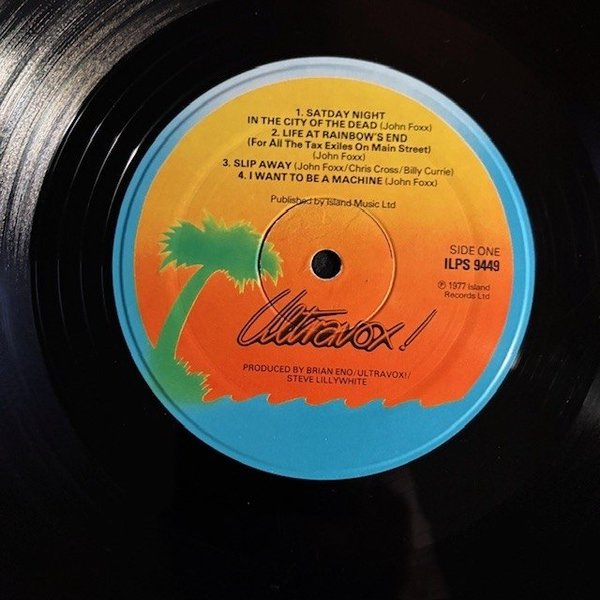 1. SATDAY NIGHT
IN THE CITY OF THE DEAD (John Foxx)
2. LIFE AT RAINBOW'S END
(For All The Tax Exiles On Main Street)
(John Foxx)
3. SLIP AWAY (John Foxx/Chris Cross/Billy Currie)
4. I WANT TO BE A MACHINE (John Foxx)
Published by Island Music Ltd
SIDE ONE
ILPS 9449
℗ 1977 Island
Records Ltd
Ultravox!
PRODUCED BY BRIAN ENO/ULTRAVOX!/
STEVE LILLYWHITE